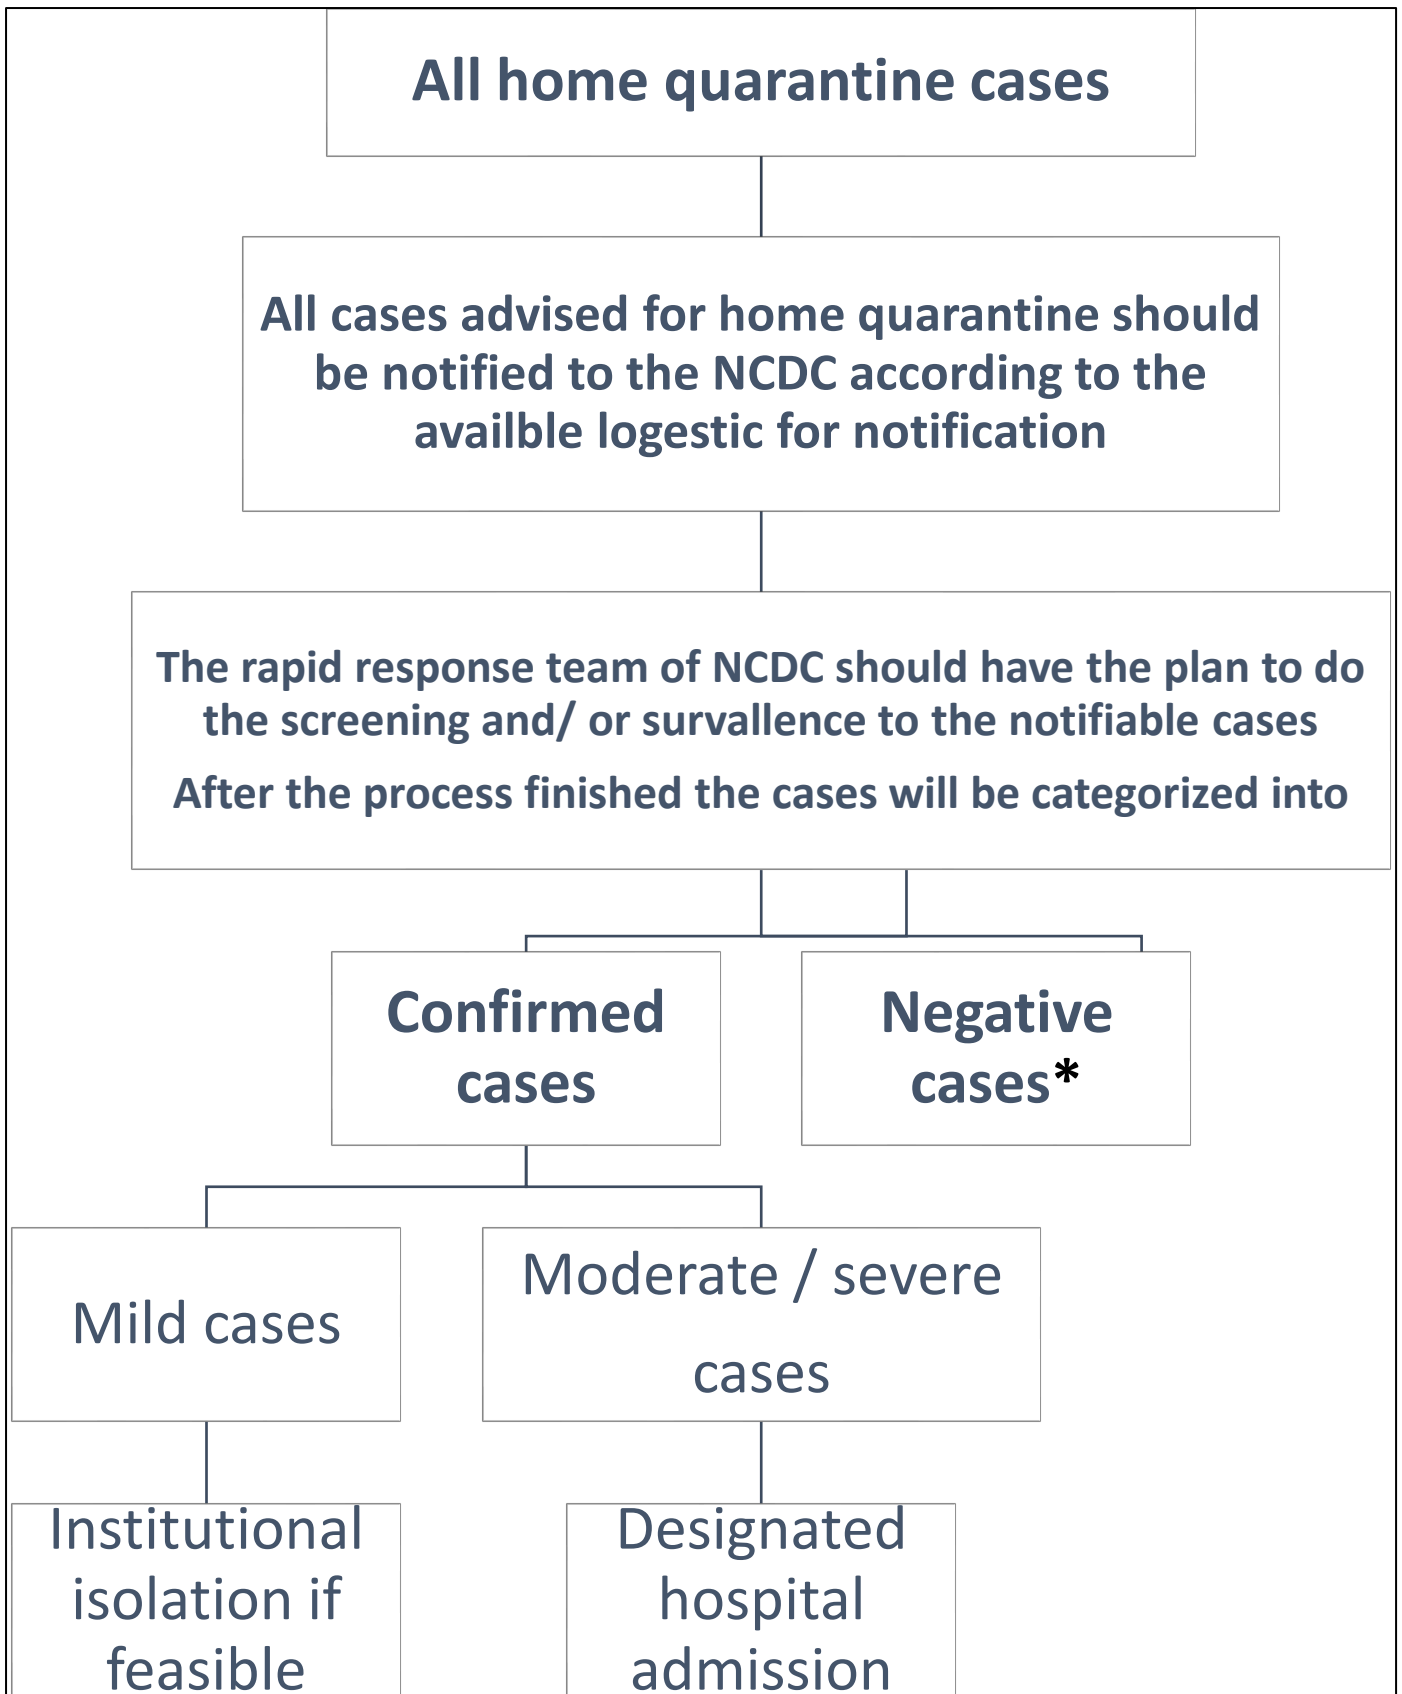 All home quarantine cases
All cases advised for home quarantine should
be notified to the NCDC according to the
availble logestic for notification
The rapid response team of NCDC should have the plan to do
the screening and/ or survallence to the notifiable cases
After the process finished the cases will be categorized into
Confirmed
cases
Negative
cases*
Mild cases
Moderate / severe
cases
Institutional
isolation if
feasible
Designated
hospital
admission